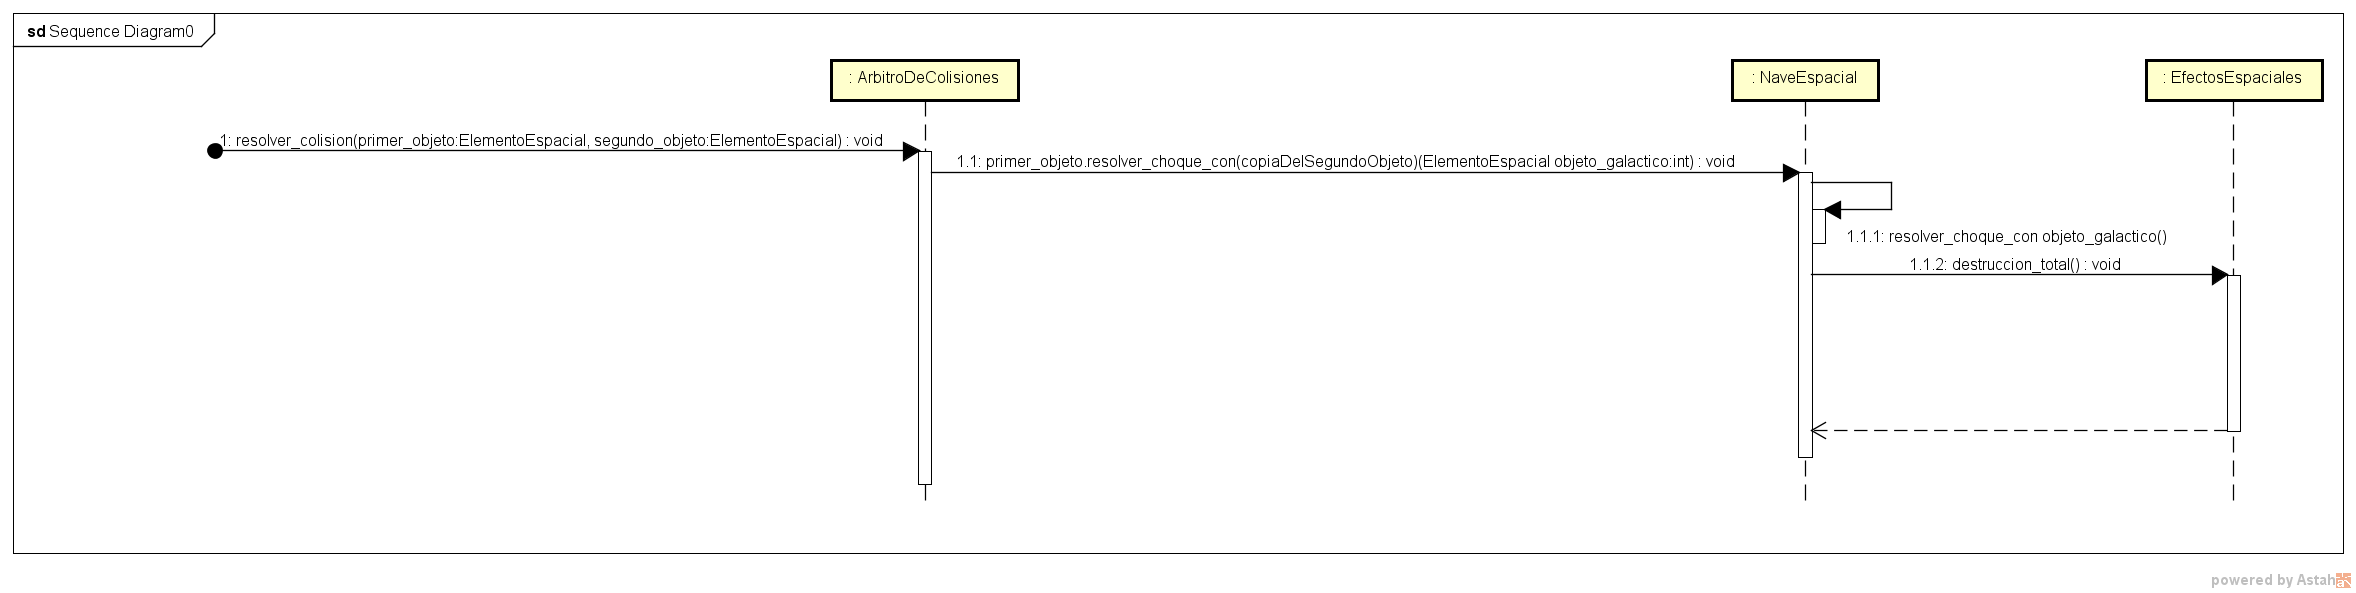 sd Sequence Diagram0
: ArbitroDeColisiones
: NaveEspacial
: EfectosEspaciales
1: resolver_colision(primer_objeto:ElementoEspacial, segundo_objeto:ElementoEspacial) : void
1.1: primer_objeto.resolver_choque_con(copiaDelSegundoObjeto)(ElementoEspacial objeto_galactico:int) : void
1.1.1: resolver_choque_con objeto_galactico()
1.1.2: destruccion_total() : void
powered by Astah